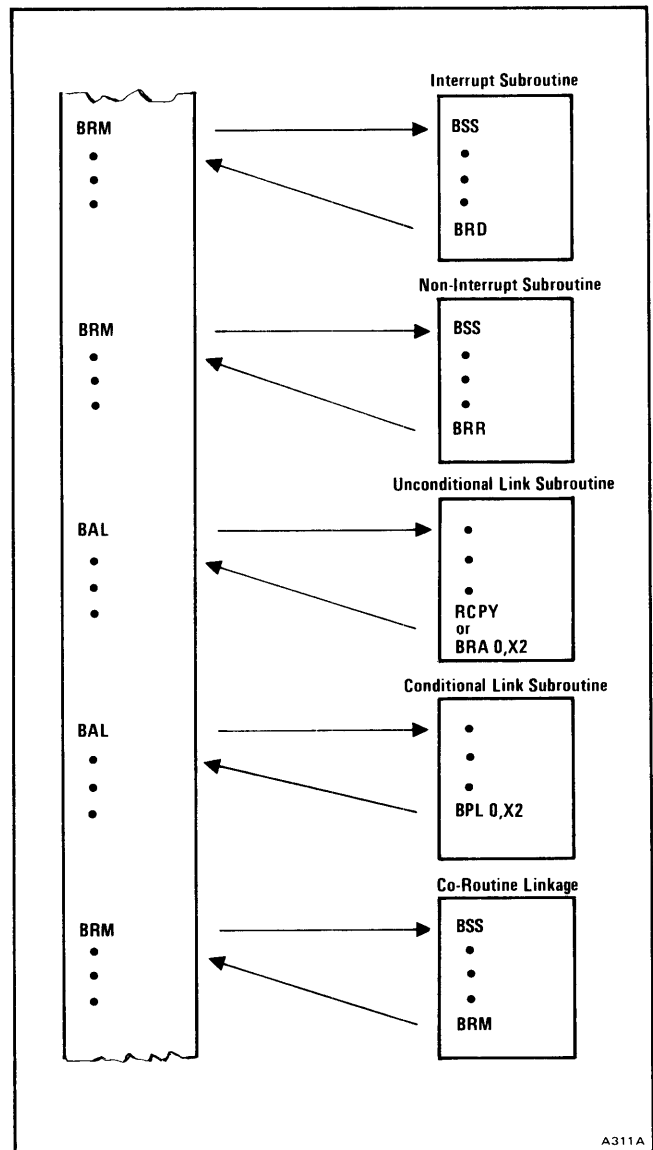 Interrupt Subroutine
BRM
BSS
BRD
Non-Interrupt Subroutine
BRM
BSS
BRR
Unconditional Link Subroutine
BAL
RCPY
or
BRA 0,X2
Conditional Link Subroutine
BAL
BPL 0,X2
Co-Routine Linkage
BRM
BSS
BRM
A311A